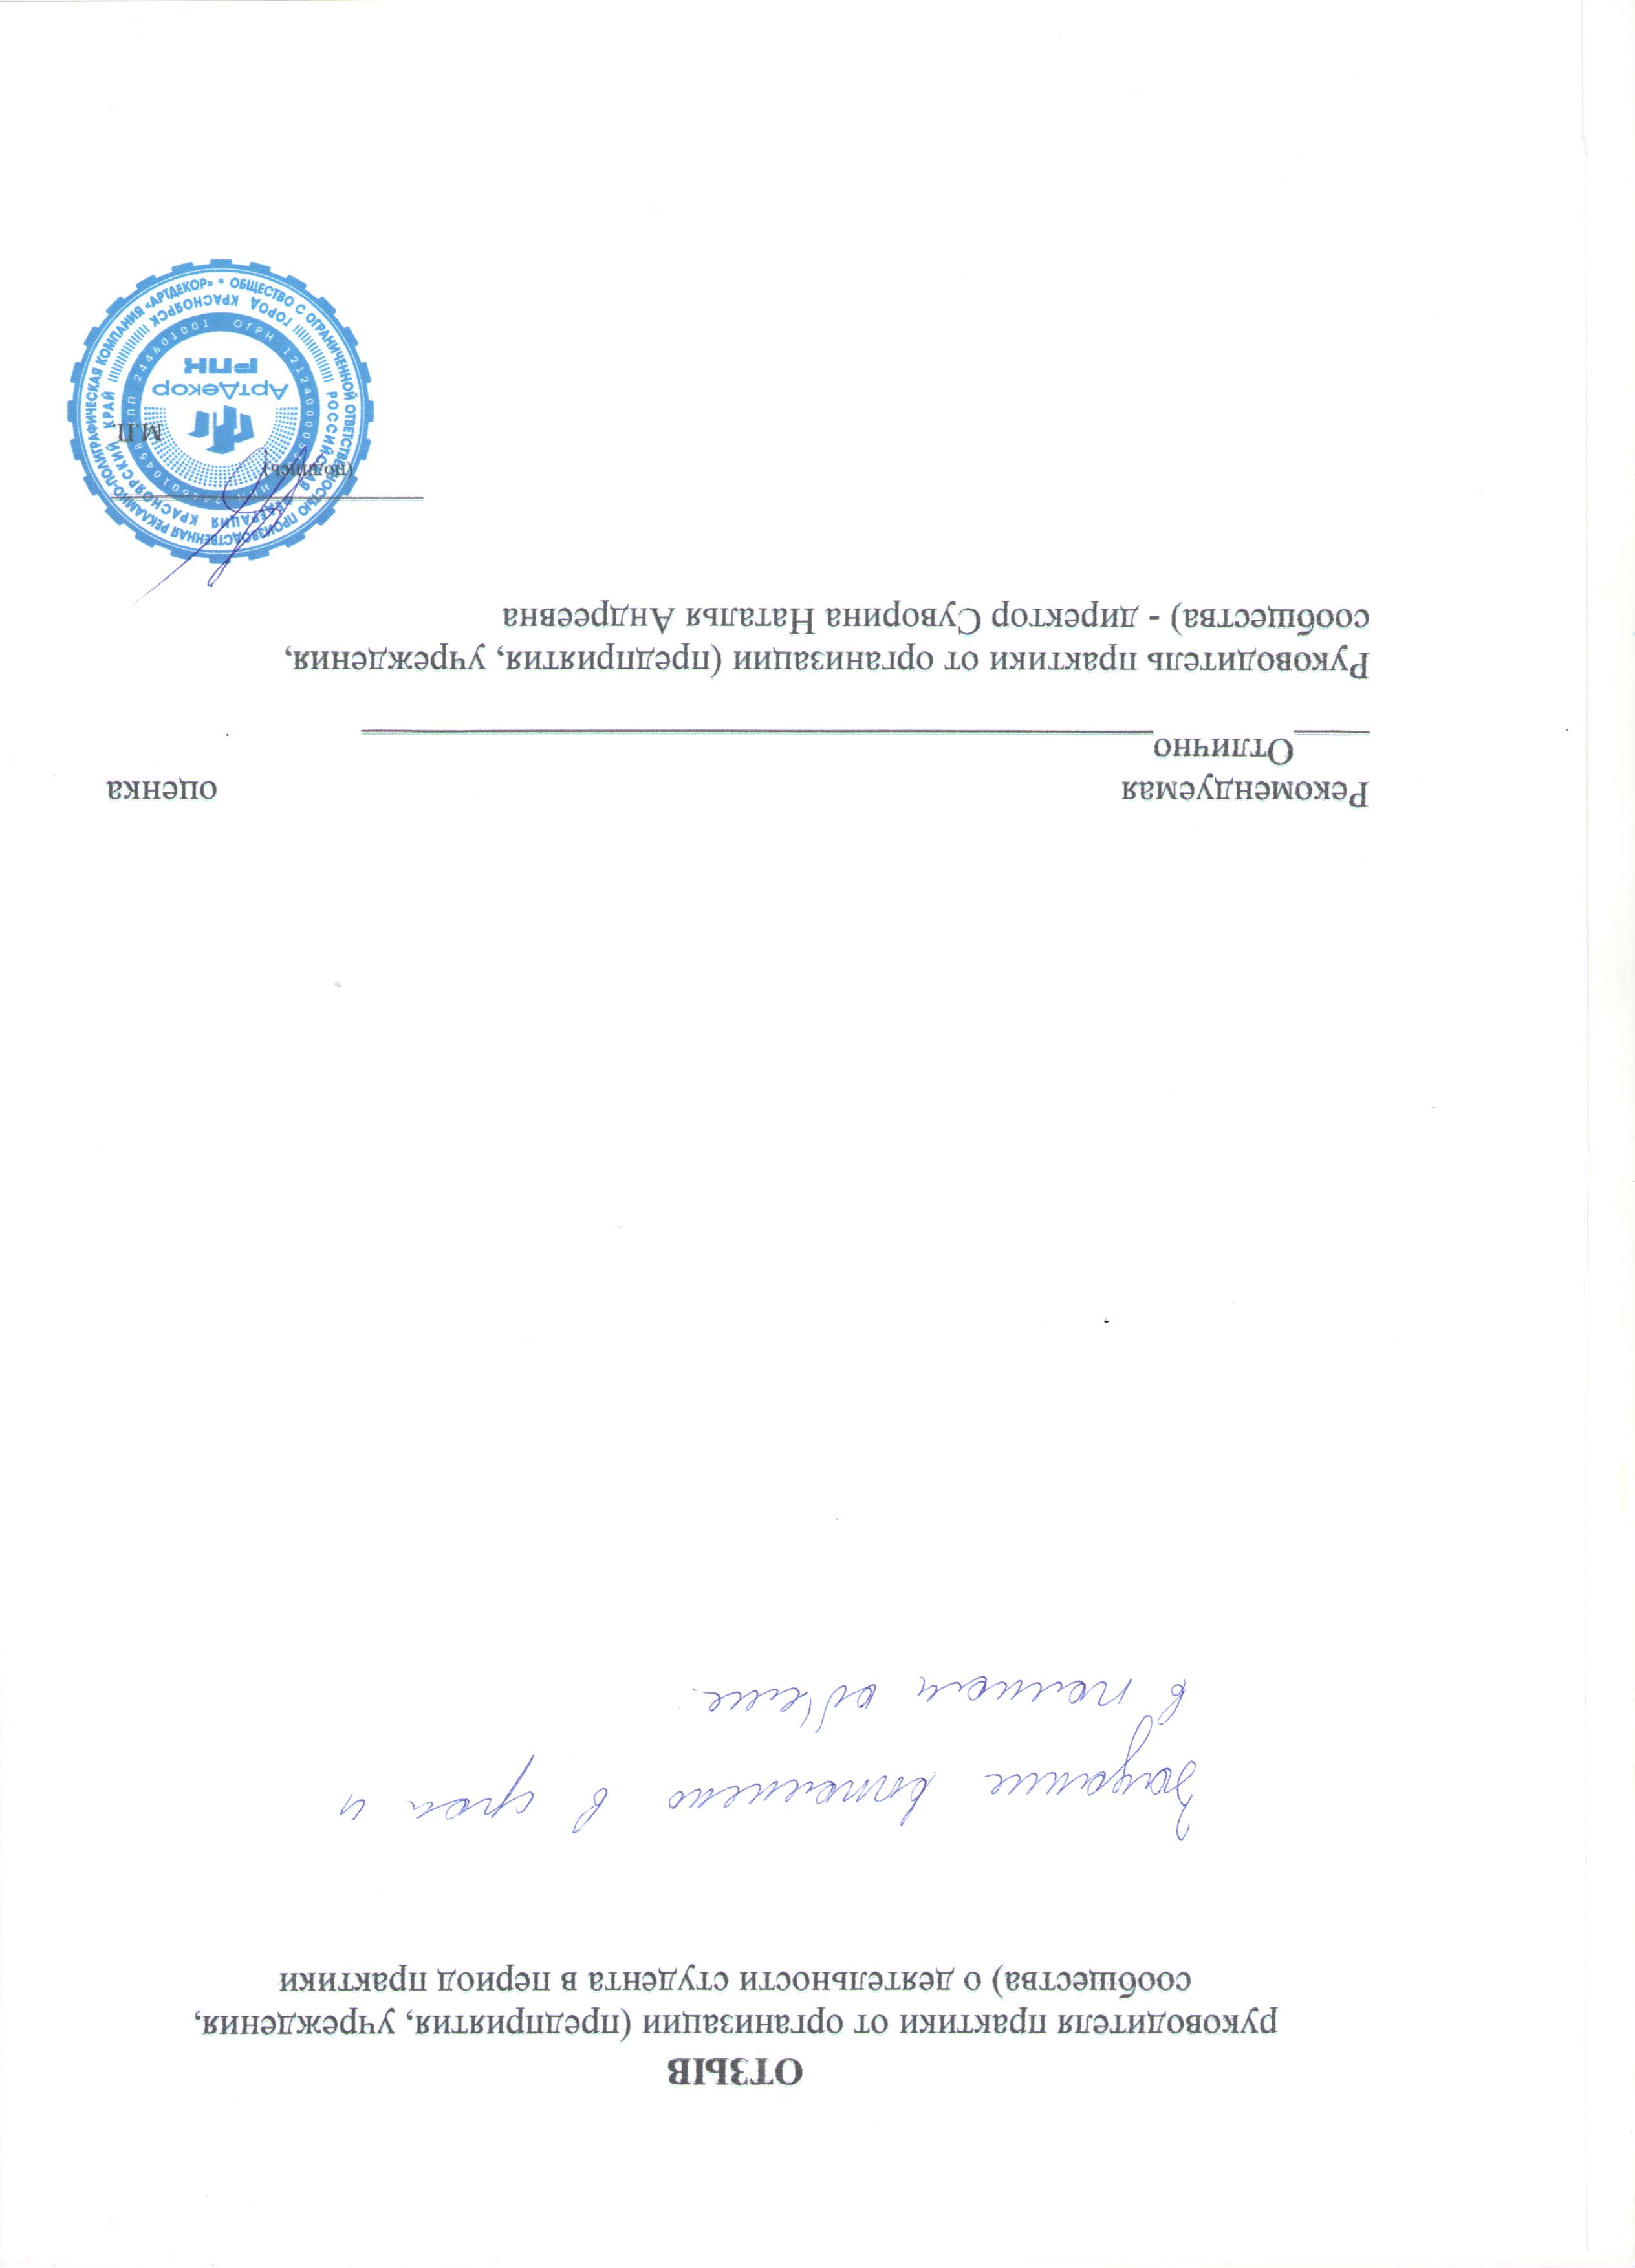 ОТЗЫВ
руководителя практики от организации (предприятия, учреждения,
сообщества) о деятельности студента в период практики
Задание выполнено в срок и
в полном объеме.
Рекомендуемая оценка
Отлично
Руководитель практики от организации (предприятия, учреждения,
сообщества) - директор Суворина Наталья Андреевна
(подпись)
М.П.
ОБЩЕСТВО С ОГРАНИЧЕННОЙ ОТВЕТСТВЕННОСТЬЮ ПРОИЗВОДСТВЕННАЯ РЕКЛАМНО-ПОЛИГРАФИЧЕСКАЯ КОМПАНИЯ «АРТДЕКОР» *
РОССИЙСКАЯ ФЕДЕРАЦИЯ КРАСНОЯРСКИЙ КРАЙ ГОРОД КРАСНОЯРСК
КПП 244601001 ОГРН
АртДекор
РПК